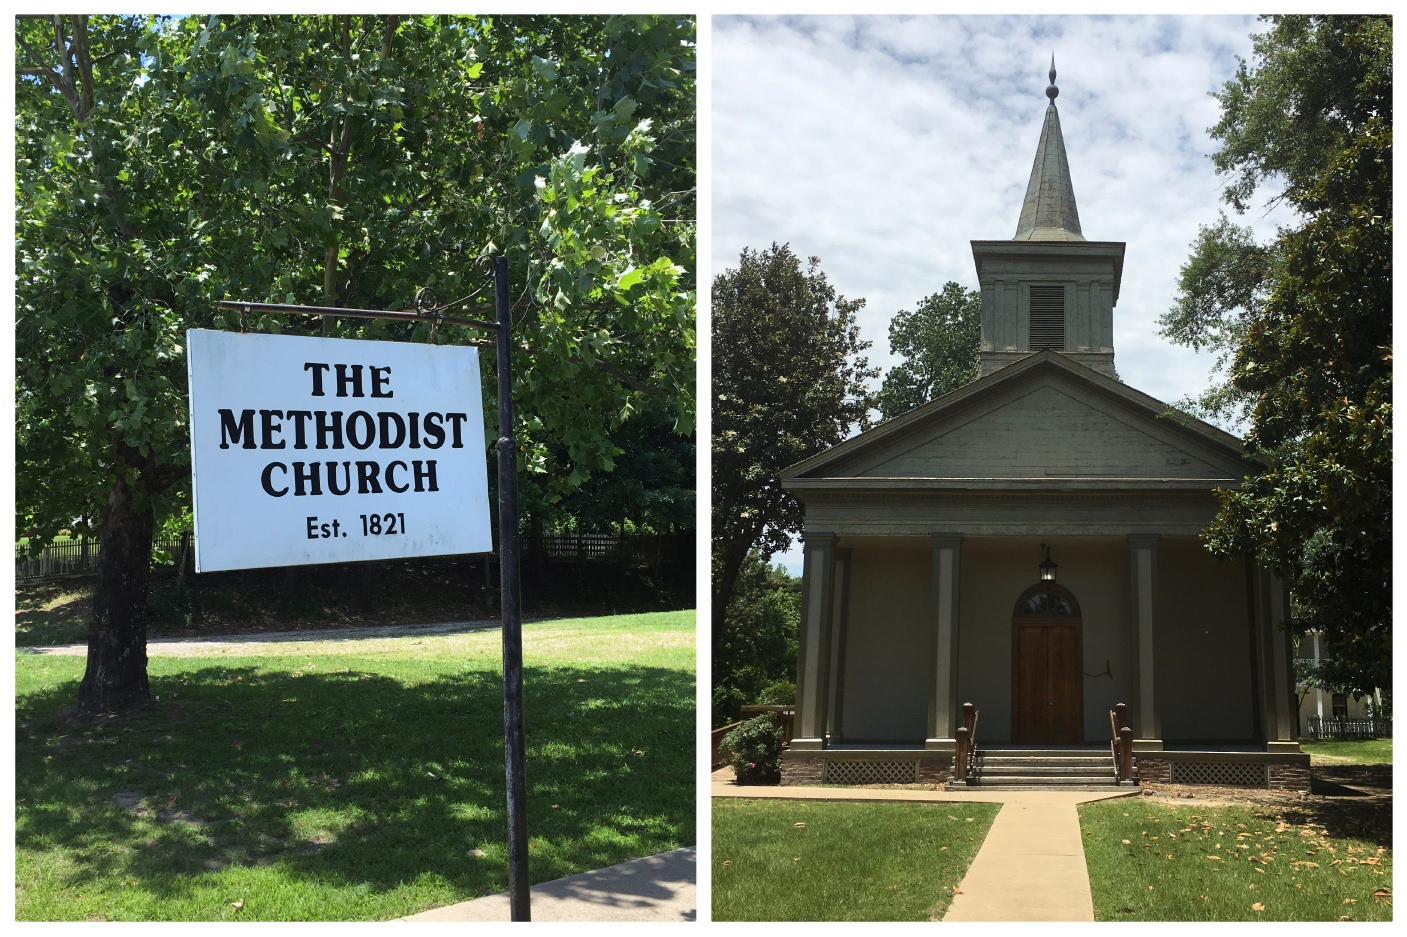 THE
METHODIST
CHURCH
Est. 1821